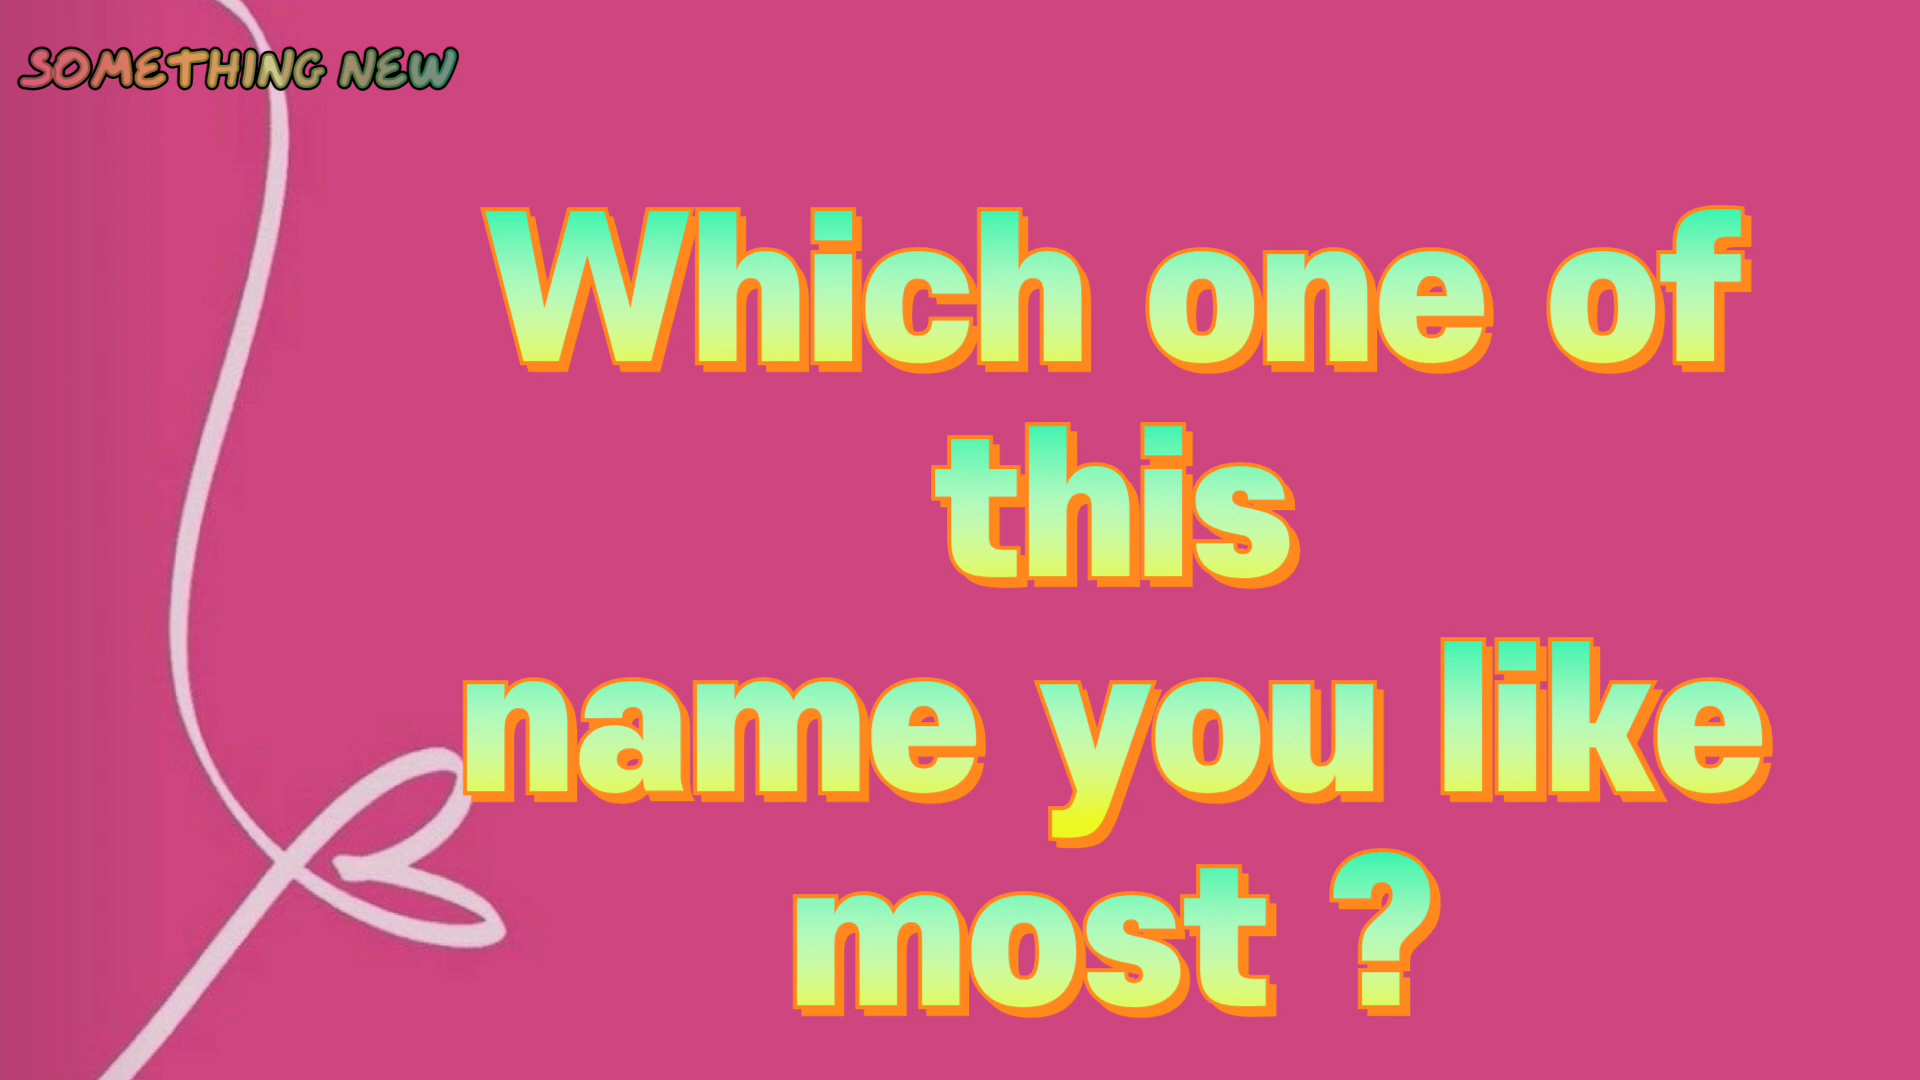 SOMETHING NEW
Which one of
this
name you like
most ?